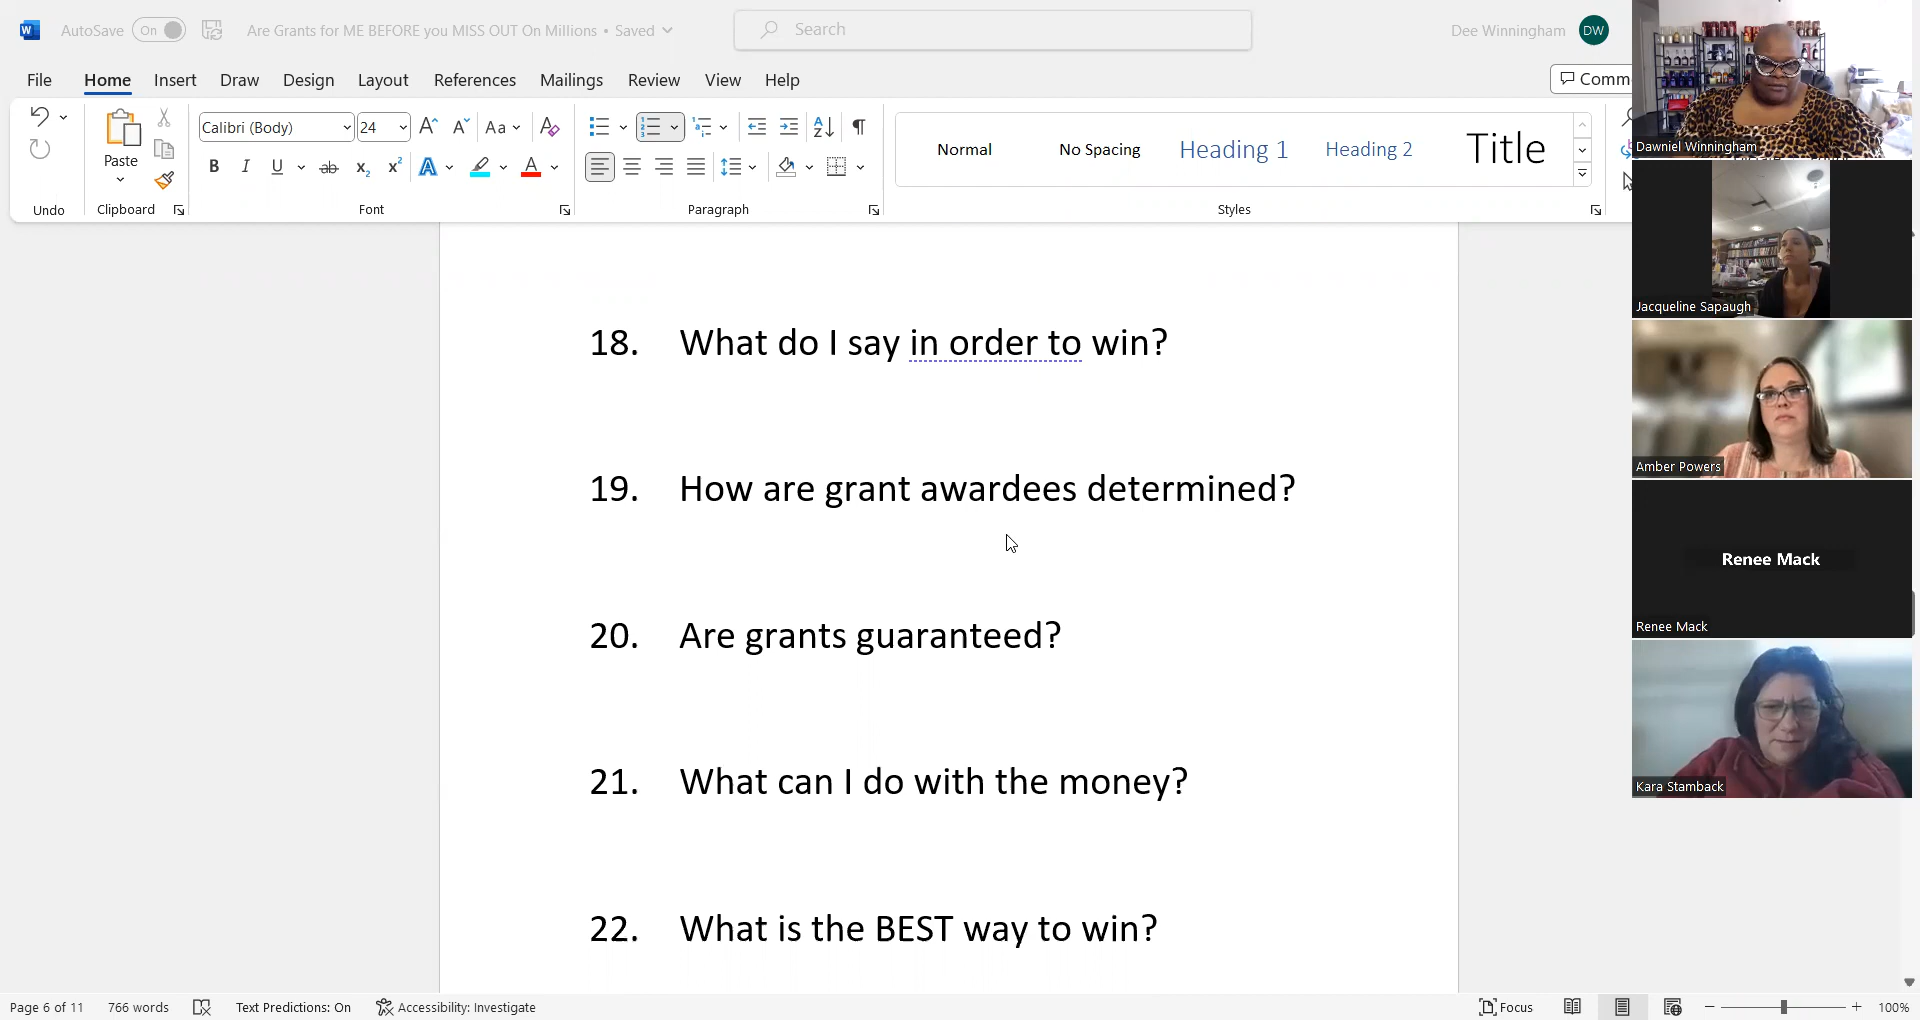 AutoSave On Are Grants for ME BEFORE you MISS OUT On Millions • Saved Search Dee Winningham DW
File Home Insert Draw Design Layout References Mailings Review View Help
Calibri (Body) 24 Aa
Paste B I U ab x2 x2 A A
Normal No Spacing Heading 1 Heading 2 Title
Undo Clipboard Font Paragraph Styles
18. What do I say in order to win?
19. How are grant awardees determined?
20. Are grants guaranteed?
21. What can I do with the money?
22. What is the BEST way to win?
Dawniel Winningham
Jacqueline Sapaugh
Amber Powers
Renee Mack
Renee Mack
Kara Stamback
Page 6 of 11 766 words Text Predictions: On Accessibility: Investigate Focus 100%